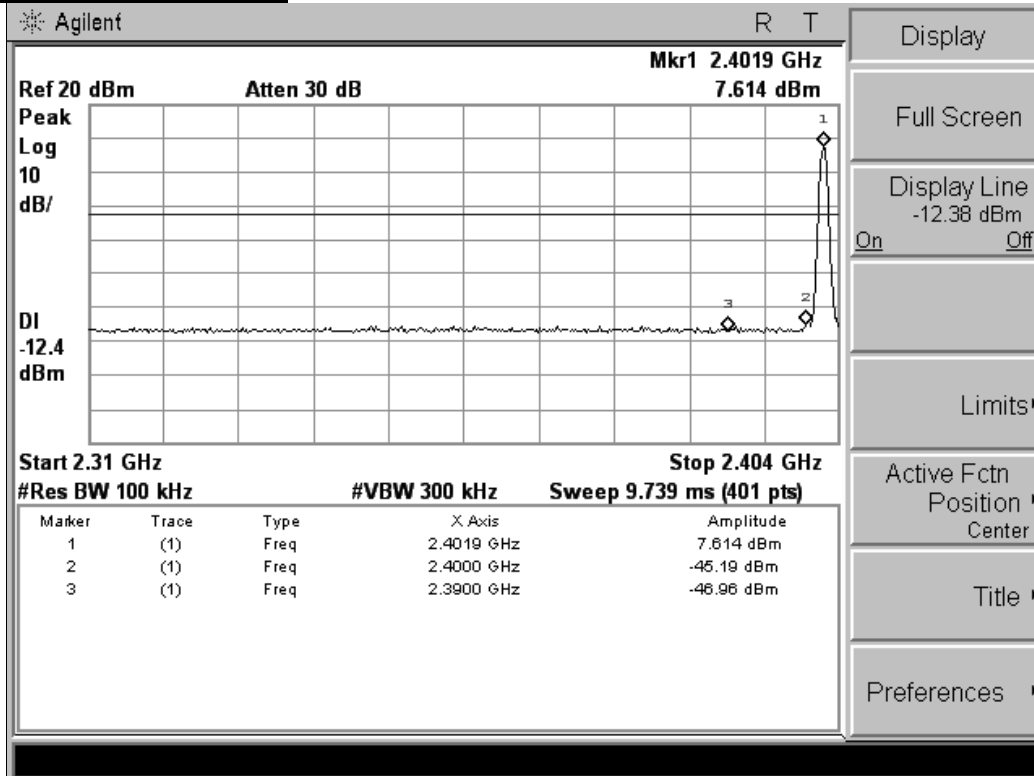 Agilent R T
Mkr1 2.4019 GHz
Ref 20 dBm Atten 30 dB 7.614 dBm
Peak
Log
10
dB/
1
3
2
DI
-12.4
dBm
Start 2.31 GHz Stop 2.404 GHz
#Res BW 100 kHz #VBW 300 kHz Sweep 9.739 ms (401 pts)
Marker Trace Type X Axis Amplitude
1 (1) Freq 2.4019 GHz 7.614 dBm
2 (1) Freq 2.4000 GHz -45.19 dBm
3 (1) Freq 2.3900 GHz -46.96 dBm
Display
Full Screen
Display Line
-12.38 dBm
On Off
Limits
Active Fctn
Position
Center
Title
Preferences